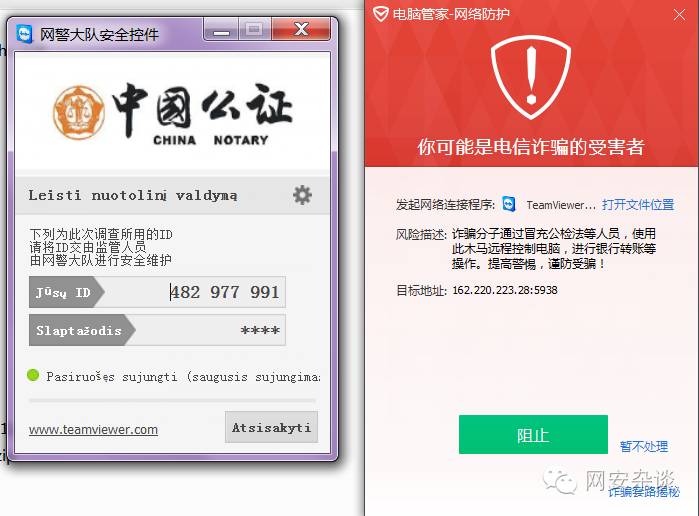 网警大队安全控件
中國公证
CHINA NOTARY
Leisti nuotolinį valdymą
下列为此次调查所用的ID
请将ID交由监管人员
由网警大队进行安全维护
Jūsų ID
482 977 991
Slaptažodis
****
Pasiruošęs sujungti (saugusis sujungima
www.teamviewer.com
Atsisakyti
电脑管家-网络防护
你可能是电信诈骗的受害者
发起网络连接程序:
TeamViewer...
打开文件位置
风险描述:
诈骗分子通过冒充公检法等人员，使用
此木马远程控制电脑，进行银行转账等
操作。提高警惕，谨防受骗！
目标地址:
162.220.223.28:5938
阻止
暂不处理
网安杂谈
诈骗套路揭秘